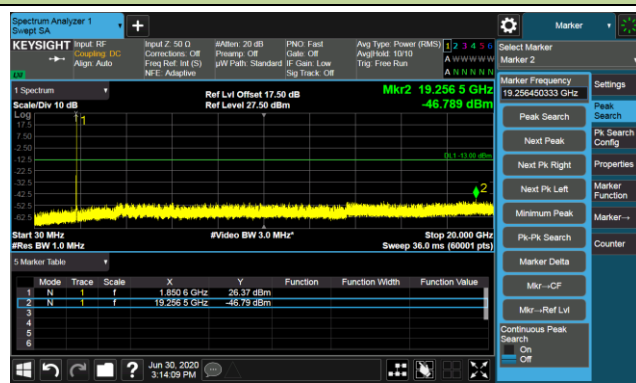 Spectrum Analyzer 1
Swept SA
+
Marker
KEYSIGHT
Input: RF
Coupling: DC
Align: Auto
Input Z: 50 Ω
Corrections: Off
Freq Ref: Int (S)
NFE: Adaptive
#Atten: 20 dB
Preamp: Off
µW Path: Standard
PNO: Fast
Gate: Off
IF Gain: Low
Sig Track: Off
Avg Type: Power (RMS)
Avg|Hold: 10/10
Trig: Free Run
1 2 3 4 5 6
A W W W W W
A N N N N N
Select Marker
Marker 2
LXI
1 Spectrum
Scale/Div 10 dB
Ref Lvl Offset 17.50 dB
Ref Level 27.50 dBm
Mkr2 19.256 5 GHz
-46.789 dBm
Log
17.5
7.50
-2.50
-12.5
-22.5
-32.5
-42.5
-52.5
-62.5
1
DL1 -13.00 dBm
2
Start 30 MHz
#Video BW 3.0 MHz*
Stop 20.000 GHz
#Res BW 1.0 MHz
Sweep 36.0 ms (60001 pts)
5 Marker Table
Mode Trace Scale X Y Function Function Width Function Value
1 N 1 f 1.850 6 GHz 26.37 dBm
2 N 1 f 19.256 5 GHz -46.79 dBm
3
4
5
6
Marker Frequency
19.256450333 GHz
Peak Search
Next Peak
Next Pk Right
Next Pk Left
Minimum Peak
Pk-Pk Search
Marker Delta
Mkr→CF
Mkr→Ref Lvl
Continuous Peak
Search
On
Off
Settings
Peak
Search
Pk Search
Config
Properties
Marker
Function
Marker→
Counter
?
Jun 30, 2020
3:14:09 PM